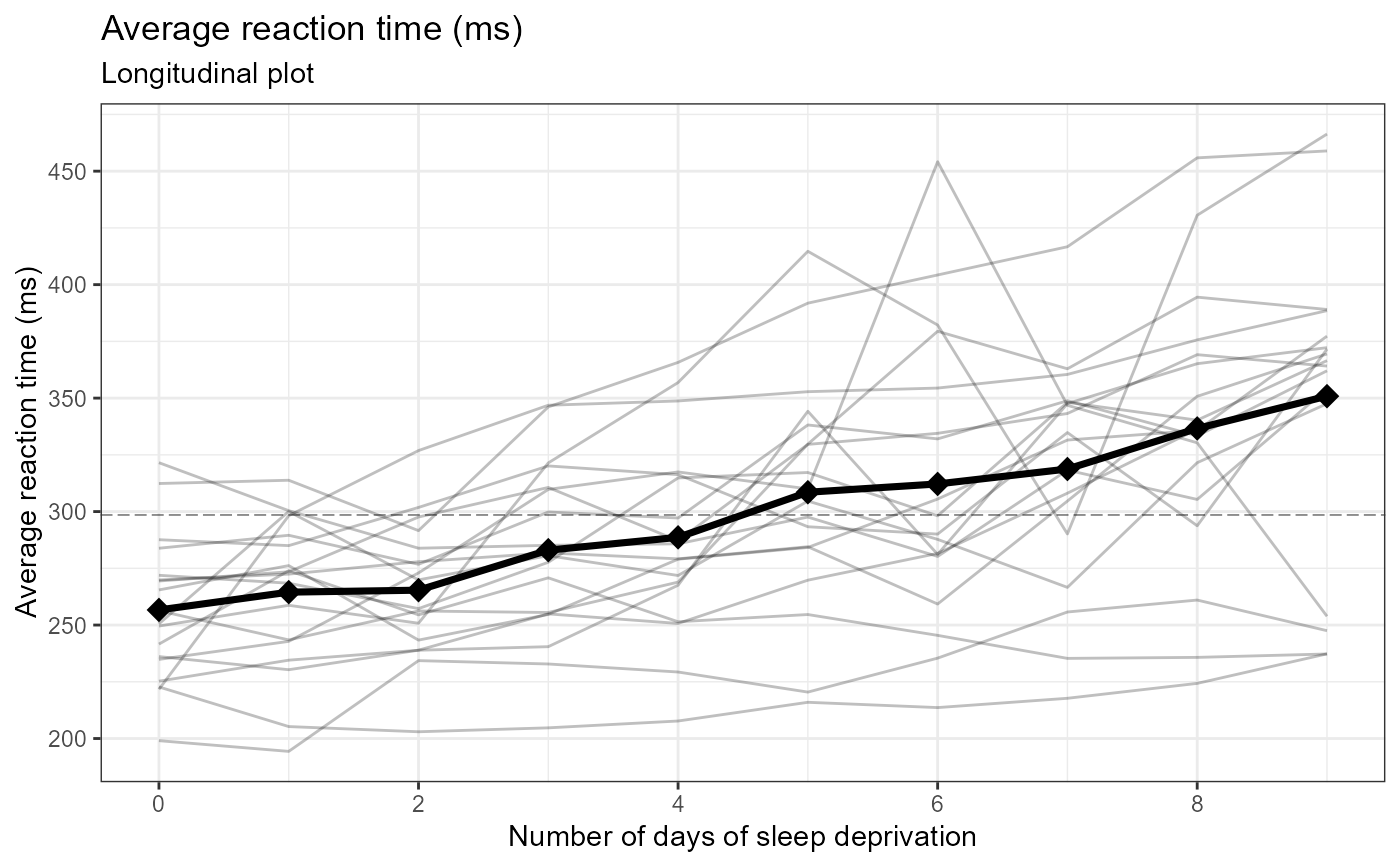 Average reaction time (ms)
Longitudinal plot
Average reaction time (ms)
450
400
350
300
250
200
0 2 4 6 8
Number of days of sleep deprivation